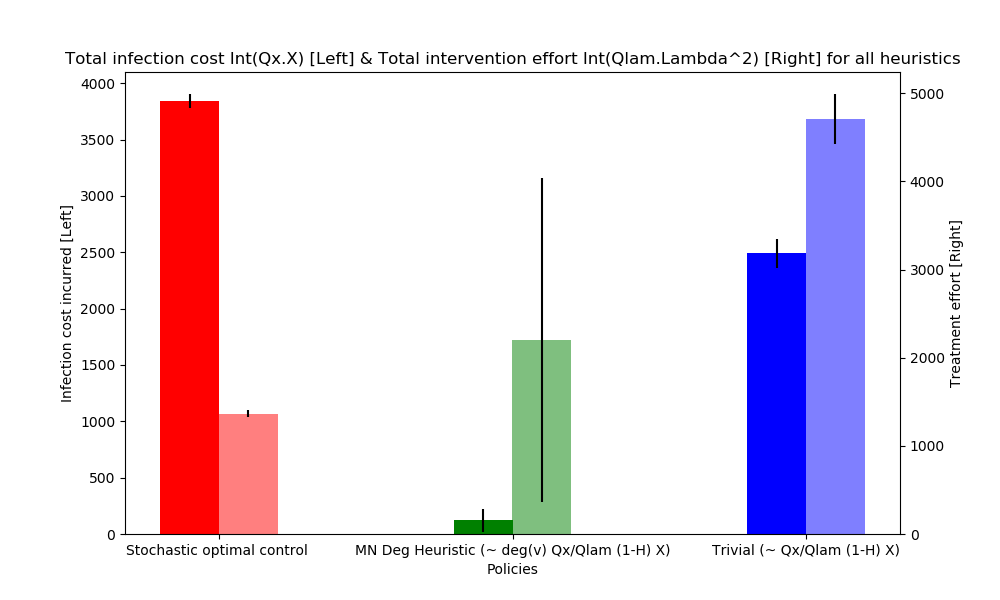 Total infection cost Int(Qx.X) [Left] & Total intervention effort Int(Qlam.Lambda^2) [Right] for all heuristics
4000
3500
3000
2500
2000
1500
1000
500
0
Infection cost incurred [Left]
5000
4000
3000
2000
1000
0
Treatment effort [Right]
Stochastic optimal control
MN Deg Heuristic (~ deg(v) Qx/Qlam (1-H) X)
Trivial (~ Qx/Qlam (1-H) X)
Policies